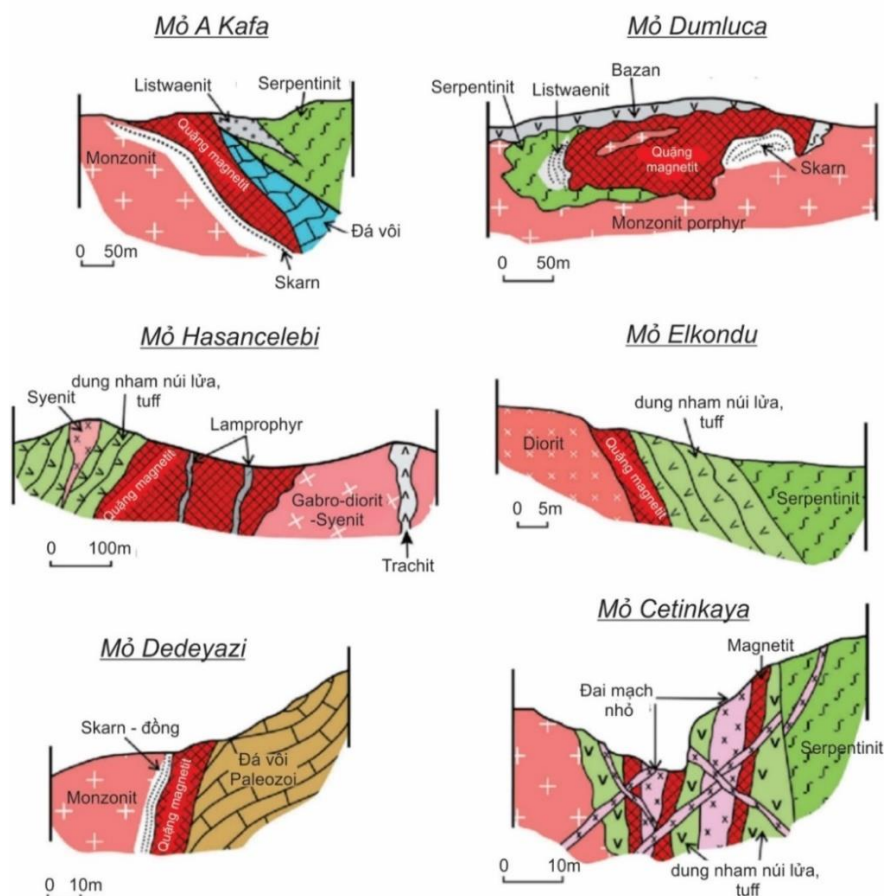 Mỏ A Kafa
Listwaenit
Serpentinit
Monzonit
Quặng magnetit
Đá vôi
Skarn
0 50m
Mỏ Dumluca
Serpentinit
Listwaenit
Bazan
Quặng
magnetit
Skarn
Monzonit porphyr
0 50m
Mỏ Hasancelebi
dung nham núi lửa,
tuff
Syenit
Lamprophyr
Quặng magnetit
Gabro-diorit
-Syenit
Trachit
0 100m
Mỏ Elkondu
dung nham núi lửa,
tuff
Diorit
Quặng magnetit
Serpentinit
0 5m
Mỏ Dedeyazi
Skarn - đồng
Monzonit
Quặng magnetit
Đá vôi
Paleozoi
0 10m
Mỏ Cetinkaya
Magnetit
Đai mạch
nhỏ
Serpentinit
dung nham núi lửa,
tuff
0 10m